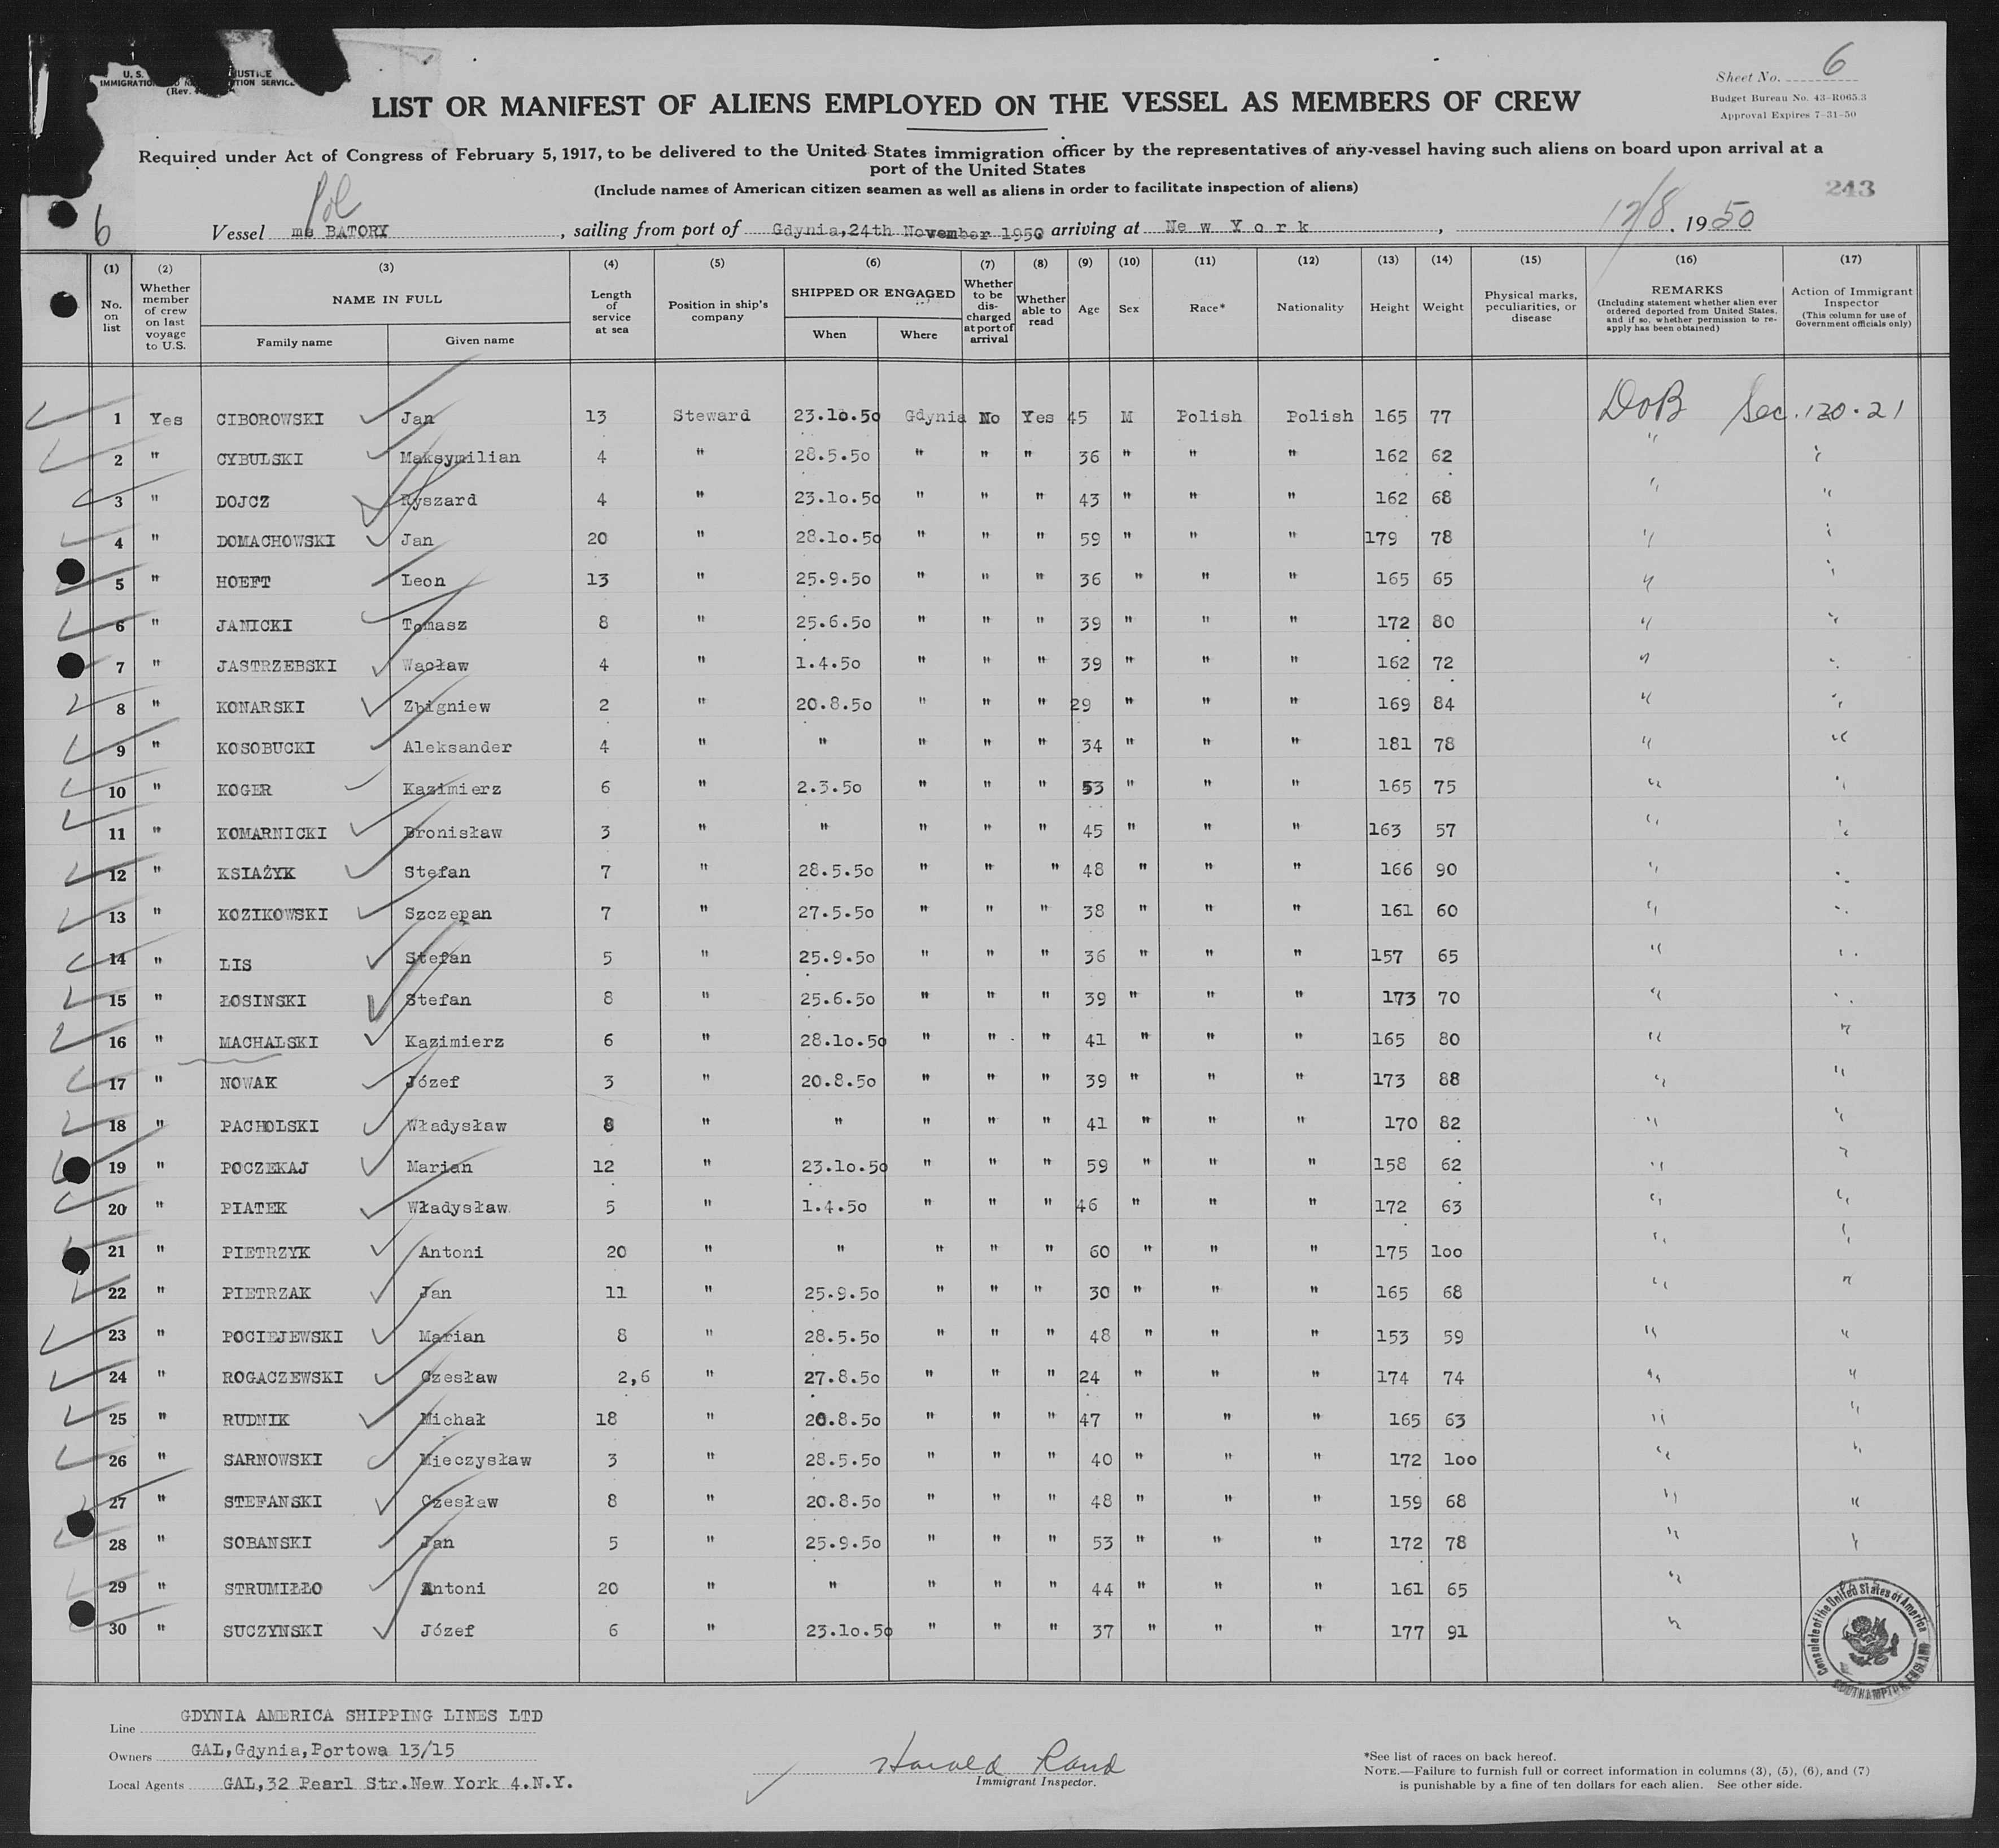 U. S. JUSTICE
IMMIGRATION TION SERVICE
(Rev.
Sheet No. 6
Budget Bureau No. 43-R065.3
Approval Expires 7-31-50
LIST OR MANIFEST OF ALIENS EMPLOYED ON THE VESSEL AS MEMBERS OF CREW
Required under Act of Congress of February 5, 1917, to be delivered to the United States immigration officer by the representatives of any vessel having such aliens on board upon arrival at a
port of the United States
(Include names of American citizen seamen as well as aliens in order to facilitate inspection of aliens)
243
Pol
6 Vessel ms BATORY, sailing from port of Gdynia, 24th November 1950 arriving at New York, 12/8. 1950
(1) (2) (3) (4) (5) (6) (7) (8) (9) (10) (11) (12) (13) (14) (15) (16) (17)
No. on list
Whether member of crew on last voyage to U.S.
NAME IN FULL
Family name Given name
Length of service at sea
Position in ship's company
SHIPPED OR ENGAGED
When Where
Whether to be discharged at port of arrival
Whether able to read
Age
Sex
Race*
Nationality
Height
Weight
Physical marks, peculiarities, or disease
REMARKS
(Including statement whether alien ever ordered deported from United States, and if so, whether permission to re-apply has been obtained)
Action of Immigrant Inspector
(This column for use of Government officials only)
1 Yes CIBOROWSKI Jan 13 Steward 23.10.50 Gdynia No Yes 45 M Polish Polish 165 77 DoB Sec. 120.21
2 " CYBULSKI Maksymilian 4 " 28.5.50 " " " 36 " " " 162 62 " "
3 " DOJCZ Ryszard 4 " 23.10.50 " " " 43 " " " 162 68 " "
4 " DOMACHOWSKI Jan 20 " 28.10.50 " " " 59 " " " 179 78 " "
5 " HOEFT Leon 13 " 25.9.50 " " " 36 " " " 165 65 " "
6 " JANICKI Tomasz 8 " 25.6.50 " " " 39 " " " 172 80 " "
7 " JASTRZEBSKI Wacław 4 " 1.4.50 " " " 39 " " " 162 72 " "
8 " KONARSKI Zbigniew 2 " 20.8.50 " " " 29 " " " 169 84 " "
9 " KOSOBUCKI Aleksander 4 " " " " " 34 " " " 181 78 " "
10 " KOGER Kazimierz 6 " 2.3.50 " " " 53 " " " 165 75 " "
11 " KOMARNICKI Bronisław 3 " " " " " 45 " " " 163 57 " "
12 " KSIAŻYK Stefan 7 " 28.5.50 " " " 48 " " " 166 90 " "
13 " KOZIKOWSKI Szczepan 7 " 27.5.50 " " " 38 " " " 161 60 " "
14 " LIS Stefan 5 " 25.9.50 " " " 36 " " " 157 65 " "
15 " ŁOSINSKI Stefan 8 " 25.6.50 " " " 39 " " " 173 70 " "
16 " MACHALSKI Kazimierz 6 " 28.10.50 " " " 41 " " " 165 80 " "
17 " NOWAK Józef 3 " 20.8.50 " " " 39 " " " 173 88 " "
18 " PACHOLSKI Władysław 8 " " " " " 41 " " " 170 82 " "
19 " POCZEKAJ Marian 12 " 23.10.50 " " " 59 " " " 158 62 " "
20 " PIATEK Władysław 5 " 1.4.50 " " " 46 " " " 172 63 " "
21 " PIETRZYK Antoni 20 " " " " " 60 " " " 175 100 " "
22 " PIETRZAK Jan 11 " 25.9.50 " " " 30 " " " 165 68 " "
23 " POCIEJEWSKI Marian 8 " 28.5.50 " " " 48 " " " 153 59 " "
24 " ROGACZEWSKI Czesław 2,6 " 27.8.50 " " " 24 " " " 174 74 " "
25 " RUDNIK Michał 18 " 20.8.50 " " " 47 " " " 165 63 " "
26 " SARNOWSKI Mieczysław 3 " 28.5.50 " " " 40 " " " 172 100 " "
27 " STEFANSKI Czesław 8 " 20.8.50 " " " 48 " " " 159 68 " "
28 " SOBANSKI Jan 5 " 25.9.50 " " " 53 " " " 172 78 " "
29 " STRUMIŁŁO Antoni 20 " " " " " 44 " " " 161 65 "
30 " SUCZYNSKI Józef 6 " 23.10.50 " " " 37 " " " 177 91 "
Consulate of the United States of America
SOUTHAMPTON, ENGLAND
Line GDYNIA AMERICA SHIPPING LINES LTD
Owners GAL, Gdynia, Portowa 13/15
Local Agents GAL, 32 Pearl Str. New York 4. N.Y.
Harold Rand
Immigrant Inspector.
*See list of races on back hereof.
NOTE.—Failure to furnish full or correct information in columns (3), (5), (6), and (7)
is punishable by a fine of ten dollars for each alien. See other side.